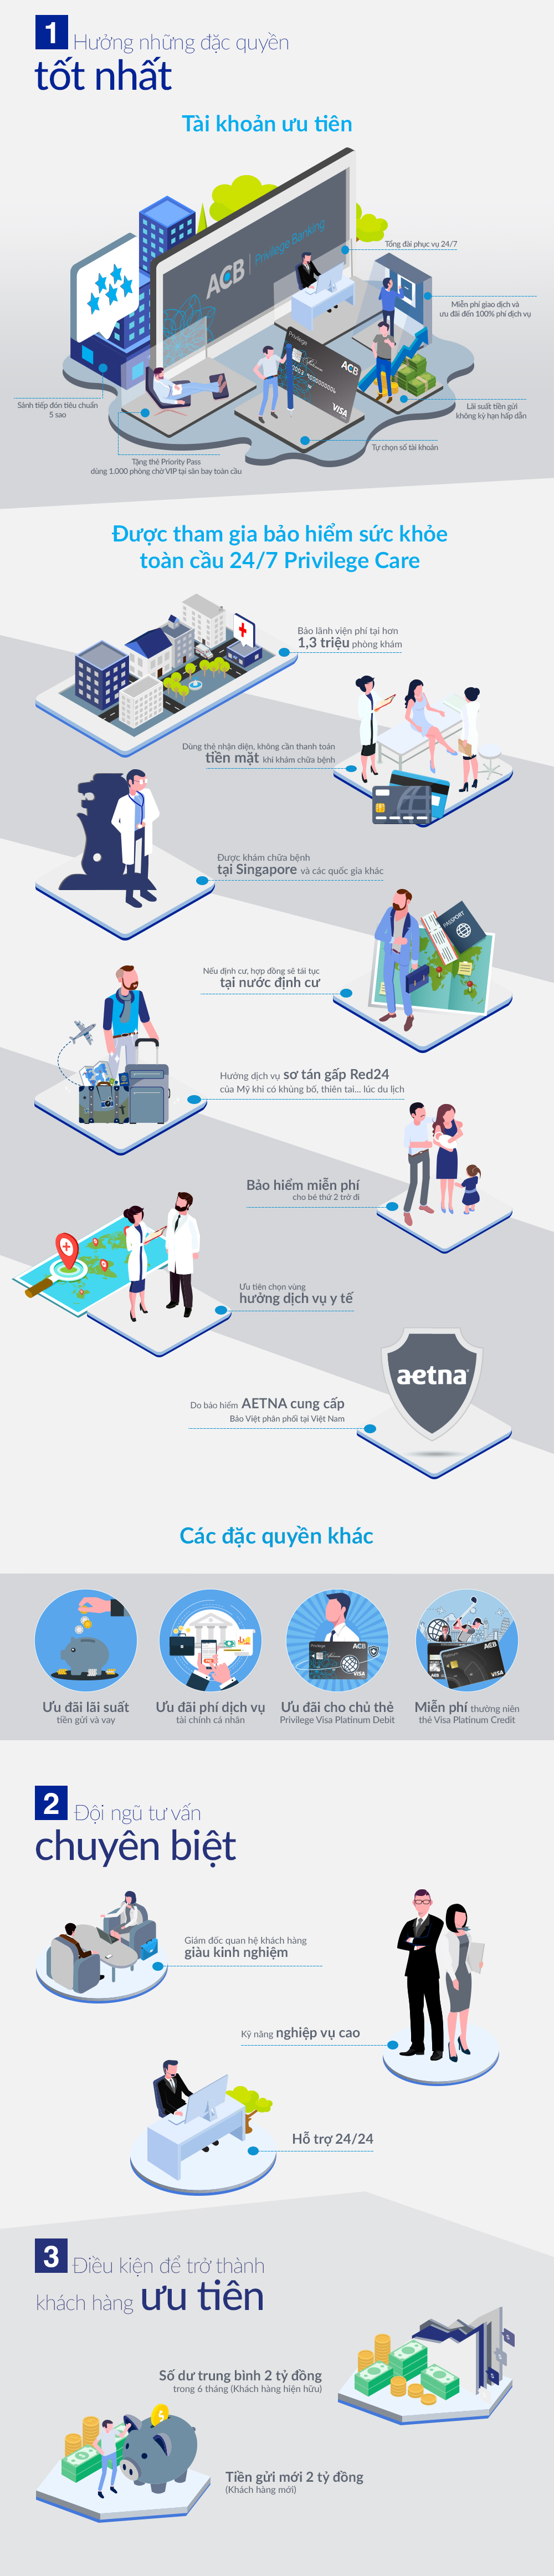 1 Hưởng những đặc quyền
tốt nhất
Tài khoản ưu tiên
ACB | Privilege Banking
Tổng đài phục vụ 24/7
Miễn phí giao dịch và
ưu đãi đến 100% phí dịch vụ
Privilege
Platinum
ACB
VISA
Sảnh tiếp đón tiêu chuẩn
5 sao
Lãi suất tiền gửi
không kỳ hạn hấp dẫn
Tự chọn số tài khoản
Tặng thẻ Priority Pass
dùng 1.000 phòng chờ VIP tại sân bay toàn cầu
Được tham gia bảo hiểm sức khỏe
toàn cầu 24/7 Privilege Care
Bảo lãnh viện phí tại hơn
1,3 triệu phòng khám
Dùng thẻ nhận diện, không cần thanh toán
tiền mặt khi khám chữa bệnh
Được khám chữa bệnh
tại Singapore và các quốc gia khác
PASSPORT
Nếu định cư, hợp đồng sẽ tái tục
tại nước định cư
Hưởng dịch vụ sơ tán gấp Red24
của Mỹ khi có khủng bố, thiên tai... lúc du lịch
Bảo hiểm miễn phí
cho bé thứ 2 trở đi
Ưu tiên chọn vùng
hưởng dịch vụ y tế
aetna
Do bảo hiểm AETNA cung cấp
Bảo Việt phân phối tại Việt Nam
Các đặc quyền khác
Privilege
ACB
VISA
ACB
VISA
Ưu đãi lãi suất
tiền gửi và vay
Ưu đãi phí dịch vụ
tài chính cá nhân
Ưu đãi cho chủ thẻ
Privilege Visa Platinum Debit
Miễn phí thường niên
thẻ Visa Platinum Credit
2 Đội ngũ tư vấn
chuyên biệt
Giám đốc quan hệ khách hàng
giàu kinh nghiệm
Kỹ năng nghiệp vụ cao
Hỗ trợ 24/24
3 Điều kiện để trở thành
khách hàng ưu tiên
Số dư trung bình 2 tỷ đồng
trong 6 tháng (Khách hàng hiện hữu)
Tiền gửi mới 2 tỷ đồng
(Khách hàng mới)